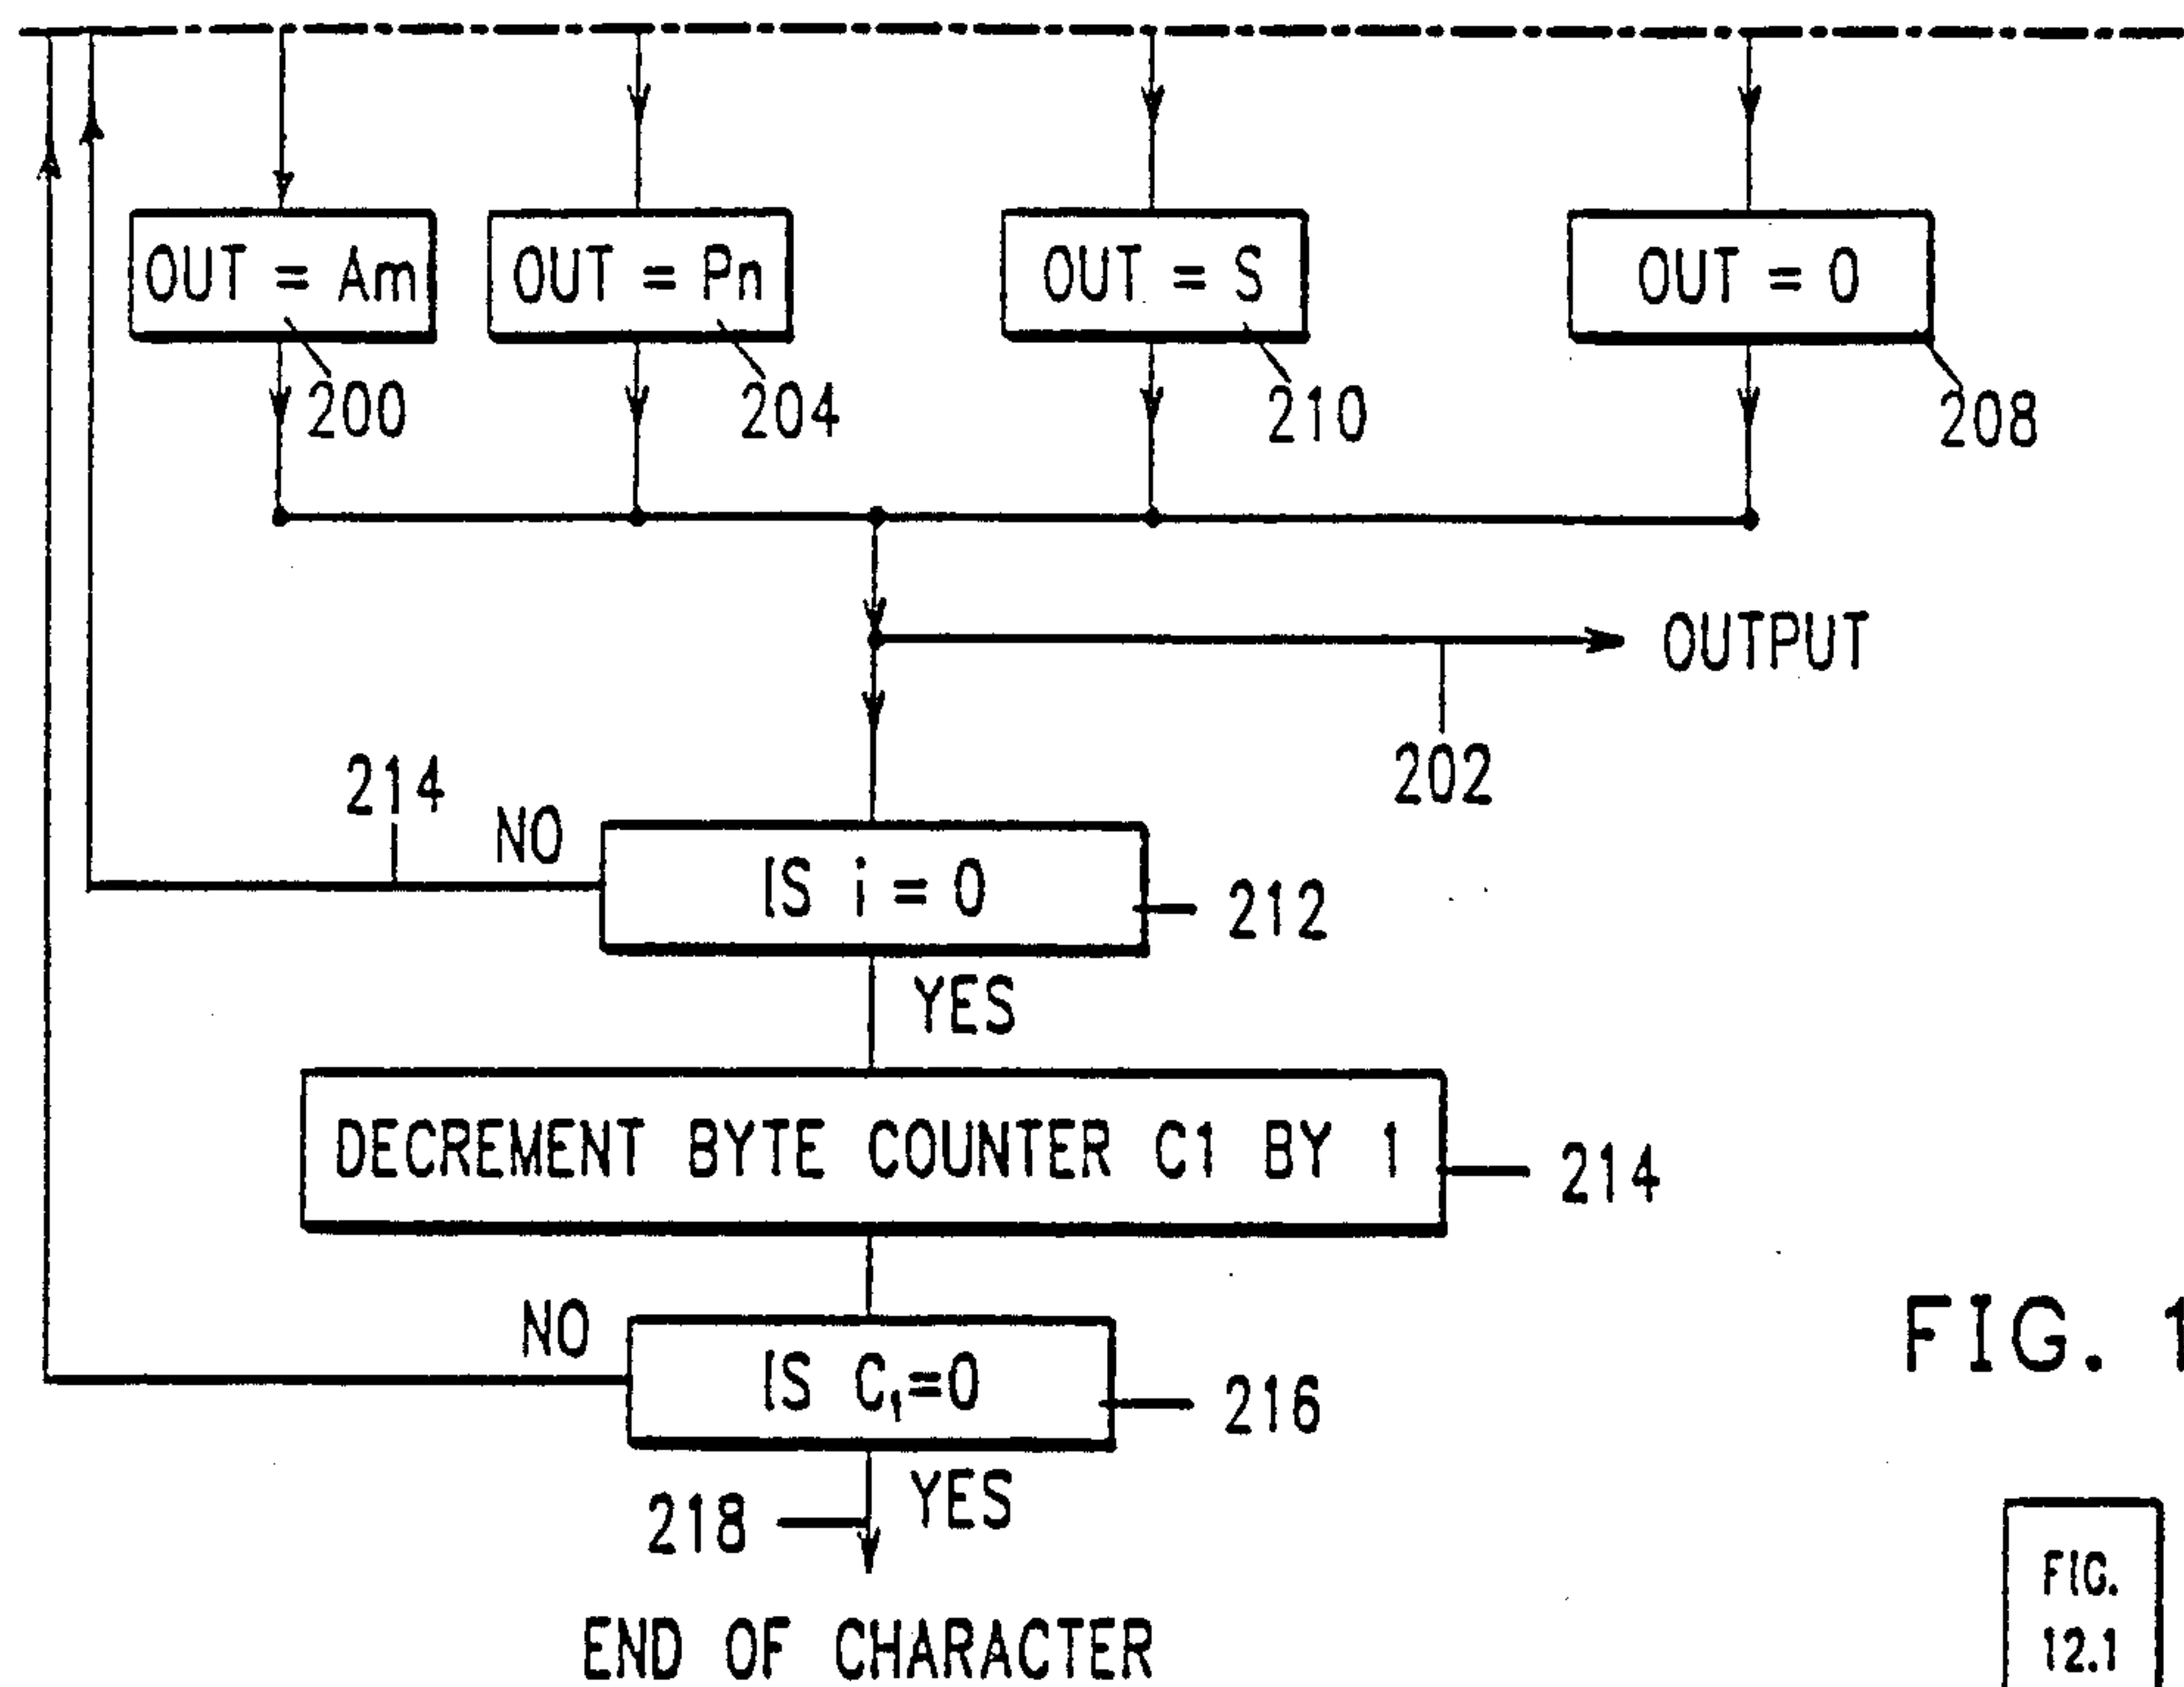 OUT = Am
OUT = Pn
OUT = S
OUT = 0
200
204
210
208
OUTPUT
202
214
NO
IS i = 0
212
YES
DECREMENT BYTE COUNTER C1 BY 1
214
NO
IS C₁=0
216
FIG. 1
YES
218
END OF CHARACTER
FIG.
12.1